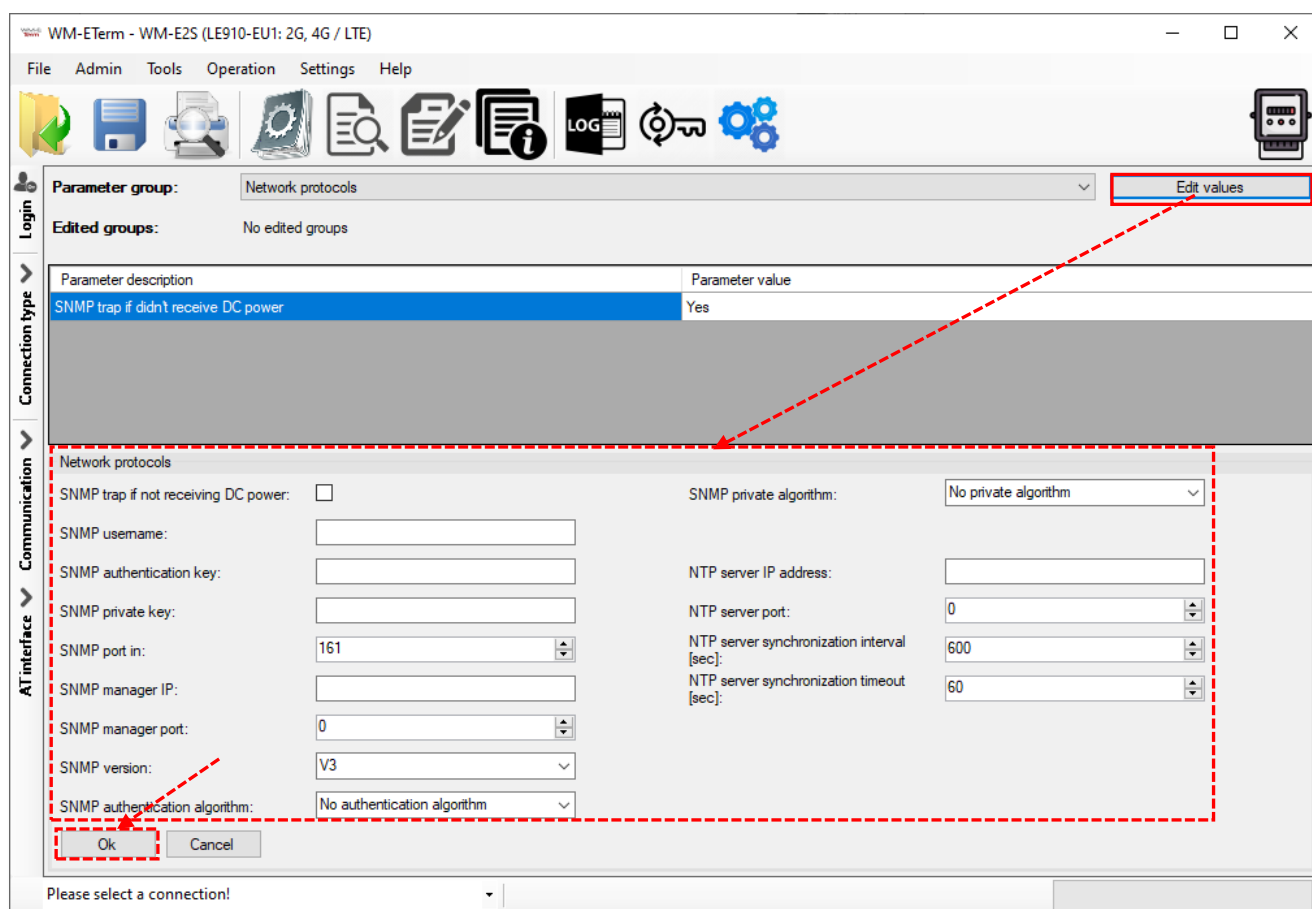 WM-ETerm - WM-E2S (LE910-EU1: 2G, 4G / LTE)
File Admin Tools Operation Settings Help
LOG
Login
Connection type
Communication
AT interface
Parameter group: Network protocols Edit values
Edited groups: No edited groups
Parameter description Parameter value
SNMP trap if didn't receive DC power Yes
Network protocols
SNMP trap if not receiving DC power: SNMP private algorithm: No private algorithm
SNMP username:
SNMP authentication key: NTP server IP address:
SNMP private key: NTP server port: 0
SNMP port in: 161 NTP server synchronization interval
[sec]: 600
SNMP manager IP: NTP server synchronization timeout
[sec]: 60
SNMP manager port: 0
SNMP version: V3
SNMP authentication algorithm: No authentication algorithm
Ok Cancel
Please select a connection!